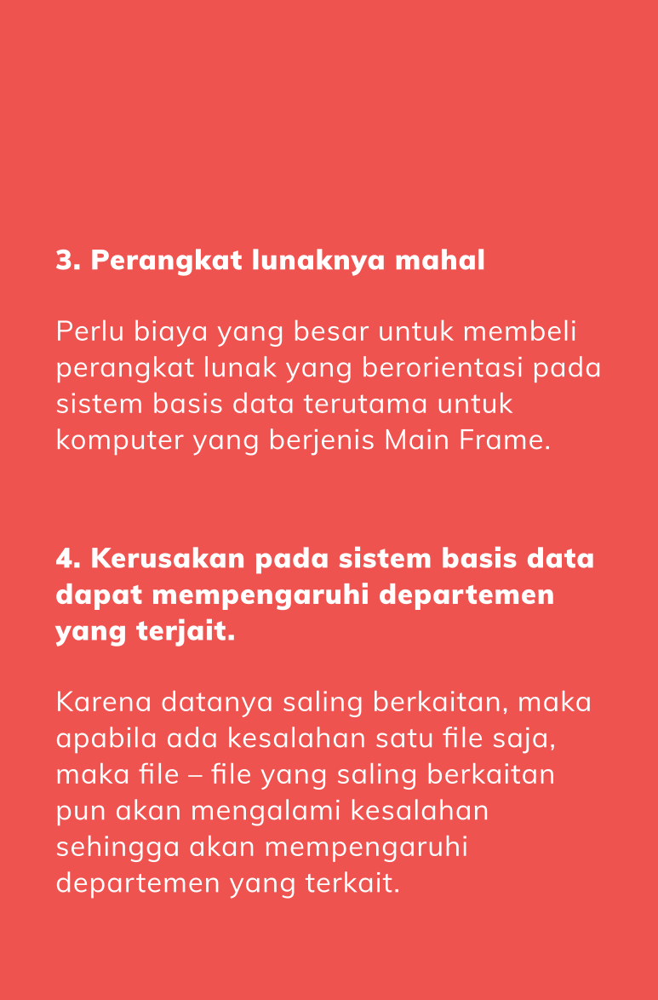 3. Perangkat lunaknya mahal
Perlu biaya yang besar untuk membeli
perangkat lunak yang berorientasi pada
sistem basis data terutama untuk
komputer yang berjenis Main Frame.
4. Kerusakan pada sistem basis data
dapat mempengaruhi departemen
yang terjait.
Karena datanya saling berkaitan, maka
apabila ada kesalahan satu file saja,
maka file – file yang saling berkaitan
pun akan mengalami kesalahan
sehingga akan mempengaruhi
departemen yang terkait.